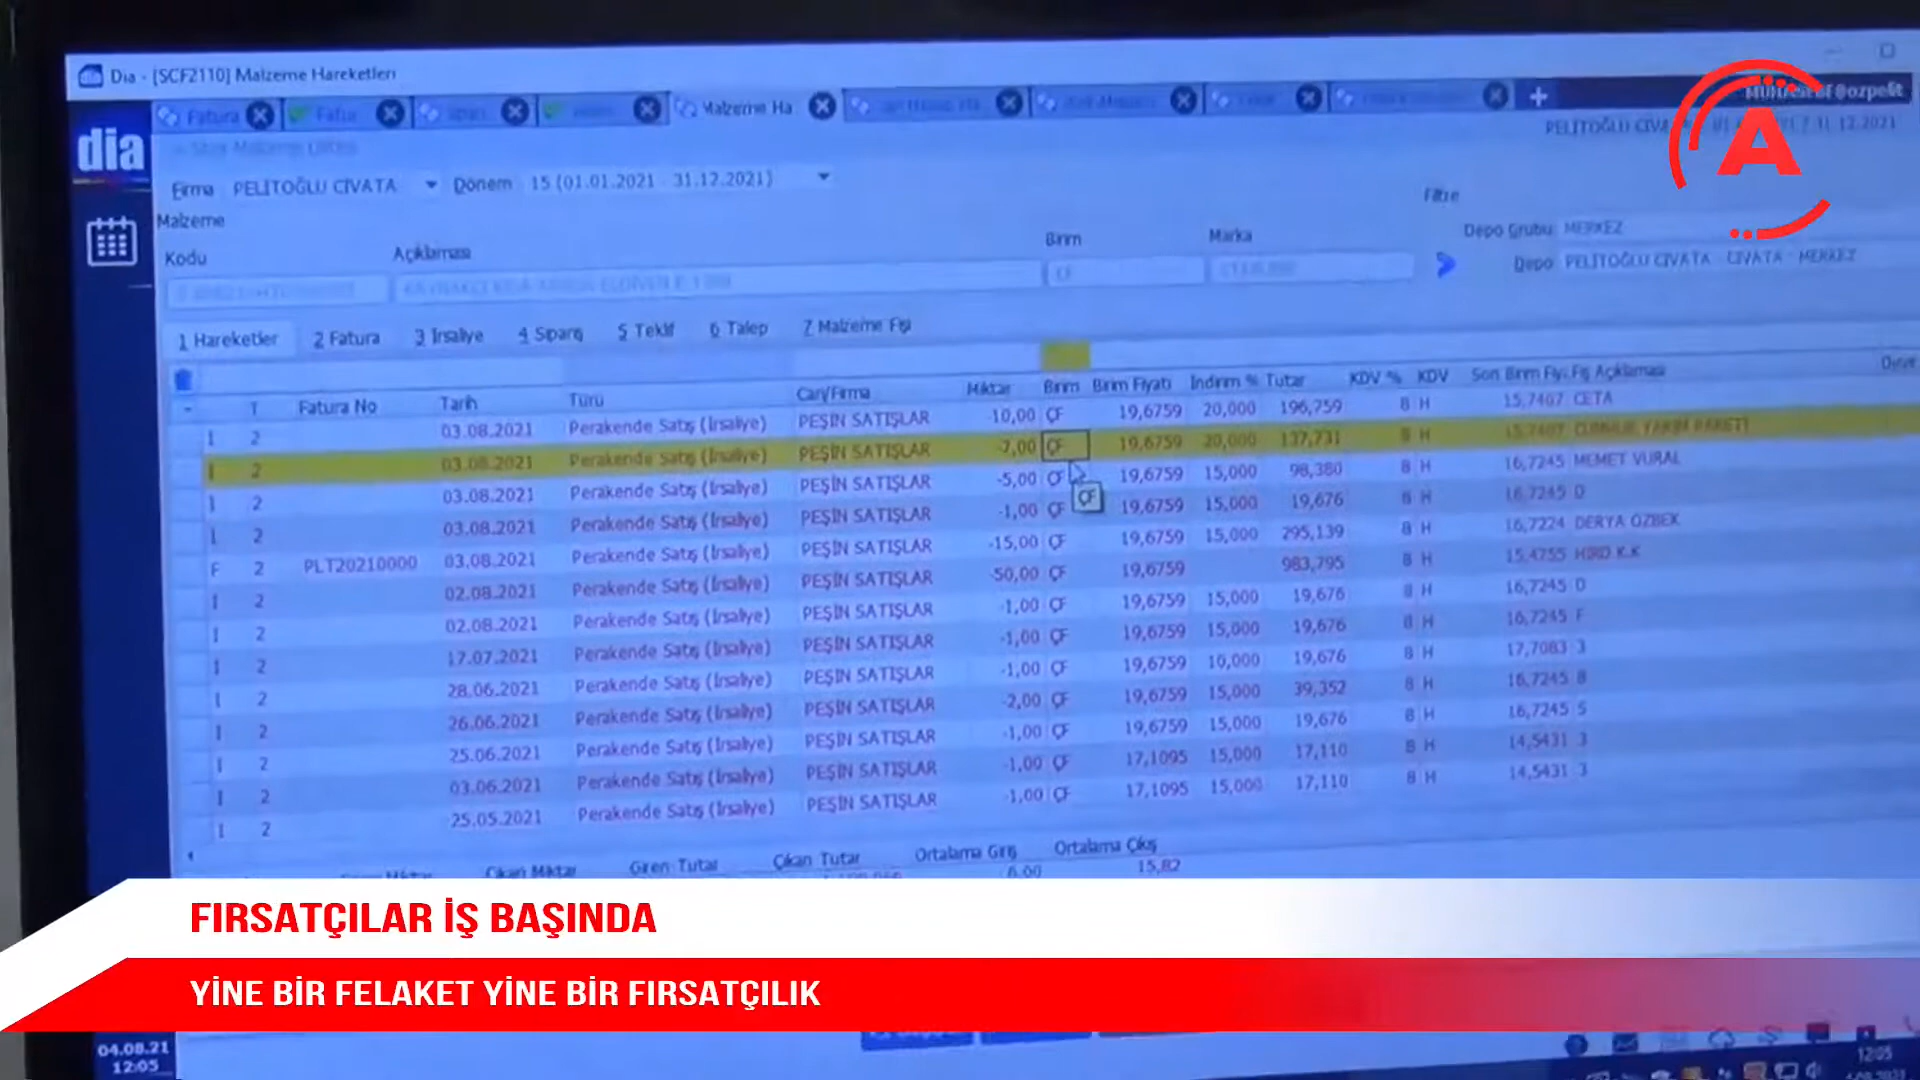 Dia - [SCF2110] Malzeme Hareketleri
Fatura
Malzeme Ha
dia
PELİTOĞLU CİVATA
31.12.2021
Firma PELİTOĞLU CİVATA Dönem 15 (01.01.2021 - 31.12.2021)
Malzeme
Filtre
Kodu Açıklaması Birim Marka
Depo Grubu MERKEZ
Depo PELİTOĞLU CİVATA CİVATA - MERKEZ
1 Hareketler 2 Fatura 3 İrsaliye 4 Sipariş 5 Teklif 6 Talep 7 Malzeme Fişi
T Fatura No Tarih Türü Cari/Firma Miktar Birim Birim Fiyatı İndirim % Tutar KDV % KDV Son Birim Fiy. Fiş Açıklaması
I 2 03.08.2021 Perakende Satış (İrsaliye) PEŞİN SATIŞLAR -10,00 ÇF 19,6759 20,000 196,759 8 H 15,7407 CETA
I 2 03.08.2021 Perakende Satış (İrsaliye) PEŞİN SATIŞLAR -7,00 ÇF 19,6759 20,000 137,731 8 H 15,7407
I 2 03.08.2021 Perakende Satış (İrsaliye) PEŞİN SATIŞLAR -5,00 ÇF 19,6759 15,000 98,380 8 H 16,7245 MEMET VURAL
I 2 03.08.2021 Perakende Satış (İrsaliye) PEŞİN SATIŞLAR -1,00 ÇF 19,6759 15,000 19,676 8 H 16,7245 D
F 2 PLT20210000 03.08.2021 Perakende Satış (İrsaliye) PEŞİN SATIŞLAR -15,00 ÇF 19,6759 15,000 295,139 8 H 16,7224 DERYA ÖZBEK
I 2 02.08.2021 Perakende Satış (İrsaliye) PEŞİN SATIŞLAR -50,00 ÇF 19,6759 983,795 8 H 15,4755 K.K
I 2 02.08.2021 Perakende Satış (İrsaliye) PEŞİN SATIŞLAR -1,00 ÇF 19,6759 15,000 19,676 8 H 16,7245 D
I 2 17.07.2021 Perakende Satış (İrsaliye) PEŞİN SATIŞLAR -1,00 ÇF 19,6759 15,000 19,676 8 H 16,7245 F
I 2 28.06.2021 Perakende Satış (İrsaliye) PEŞİN SATIŞLAR -1,00 ÇF 19,6759 10,000 19,676 8 H 17,7083 3
I 2 26.06.2021 Perakende Satış (İrsaliye) PEŞİN SATIŞLAR -2,00 ÇF 19,6759 15,000 39,352 8 H 16,7245 8
I 2 25.06.2021 Perakende Satış (İrsaliye) PEŞİN SATIŞLAR -1,00 ÇF 19,6759 15,000 19,676 8 H 16,7245 5
I 2 03.06.2021 Perakende Satış (İrsaliye) PEŞİN SATIŞLAR -1,00 ÇF 17,1095 15,000 17,110 8 H 14,5431 3
I 2 25.05.2021 Perakende Satış (İrsaliye) PEŞİN SATIŞLAR -1,00 ÇF 17,1095 15,000 17,110 8 H 14,5431 3
ÇF
Çıkan Miktar Giren Tutar Çıkan Tutar Ortalama Giriş Ortalama Çıkış
15,82
A
FIRSATÇILAR İŞ BAŞINDA
YİNE BİR FELAKET YİNE BİR FIRSATÇILIK
04.08.21
12:05
12:05